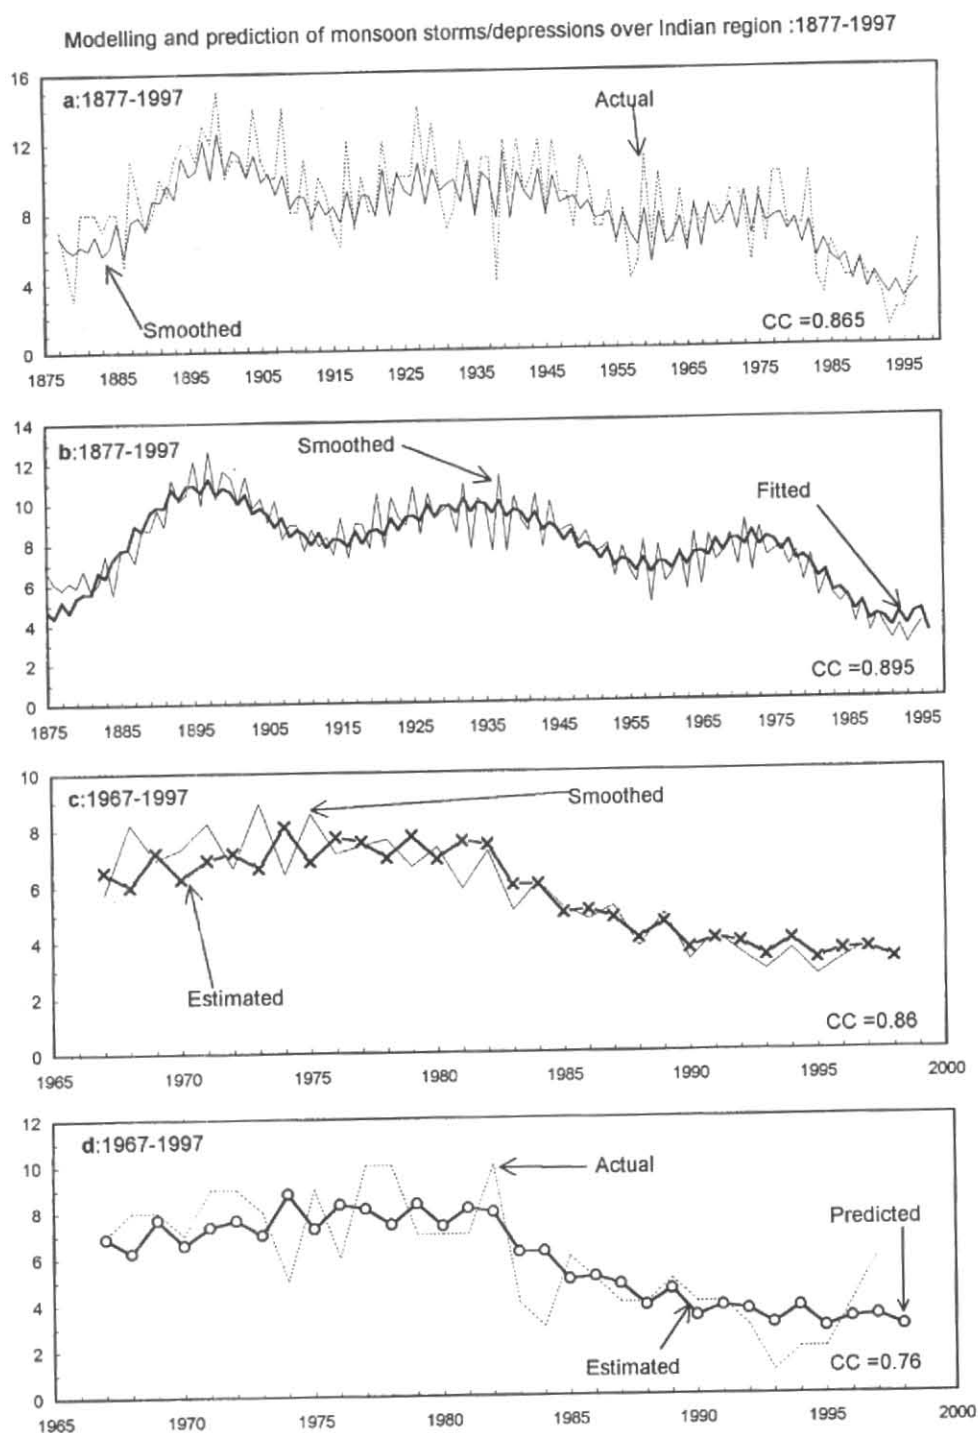 Modelling and prediction of monsoon storms/depressions over Indian region :1877-1997
16
a:1877-1997
Actual
12
8
4
Smoothed
CC =0.865
0
1875 1885 1895 1905 1915 1925 1935 1945 1955 1965 1975 1985 1995
14
b:1877-1997
Smoothed
12
Fitted
10
8
6
4
2
CC =0.895
0
1875 1885 1895 1905 1915 1925 1935 1945 1955 1965 1975 1985 1995
10
c:1967-1997
Smoothed
8
6
4
Estimated
2
CC =0.86
0
1965 1970 1975 1980 1985 1990 1995 2000
12
d:1967-1997
Actual
10
Predicted
8
6
4
2
Estimated
CC =0.76
0
1965 1970 1975 1980 1985 1990 1995 2000